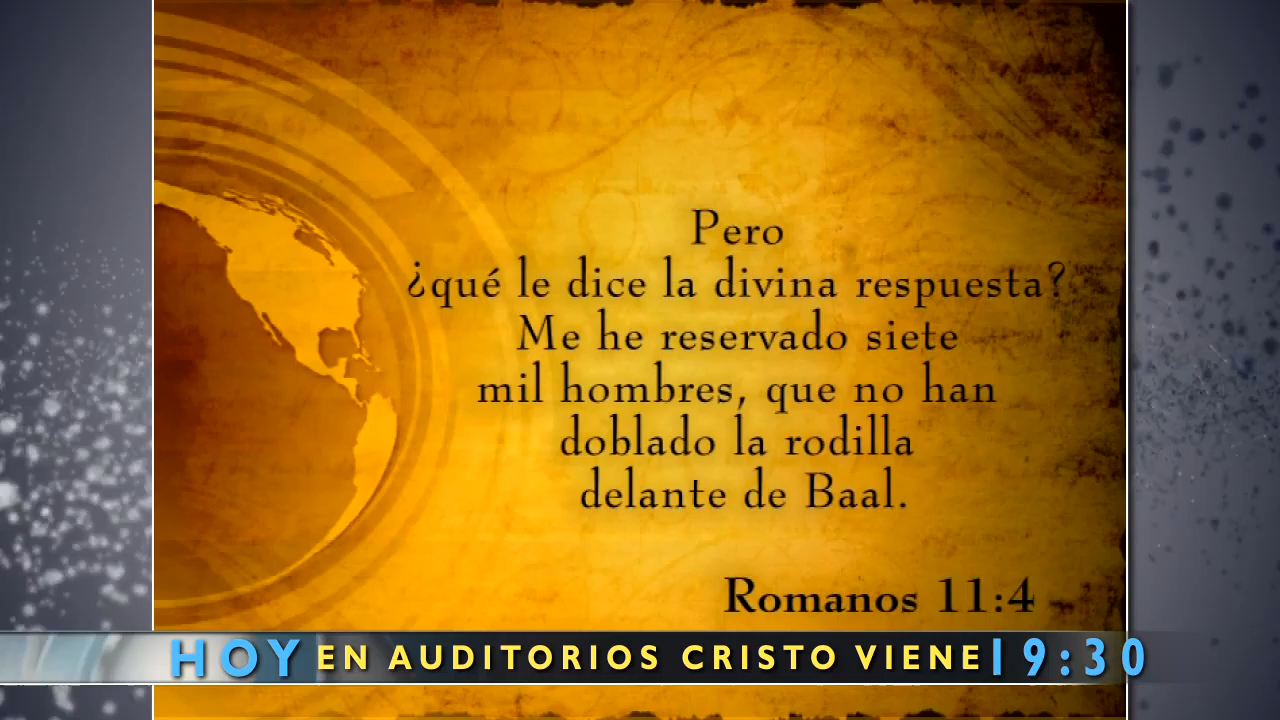 Pero
¿qué le dice la divina respuesta?
Me he reservado siete
mil hombres, que no han
doblado la rodilla
delante de Baal.
Romanos 11:4
HOY EN AUDITORIOS CRISTO VIENE 19:30